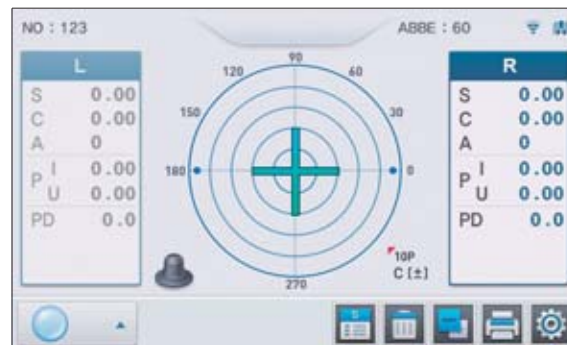 NO : 123
ABBE : 60
L
S 0.00
C 0.00
A 0
P I 0.00
U 0.00
PD 0.0
90
120
60
150
30
180
0
270
10P
C [±]
R
S 0.00
C 0.00
A 0
P I 0.00
U 0.00
PD 0.0